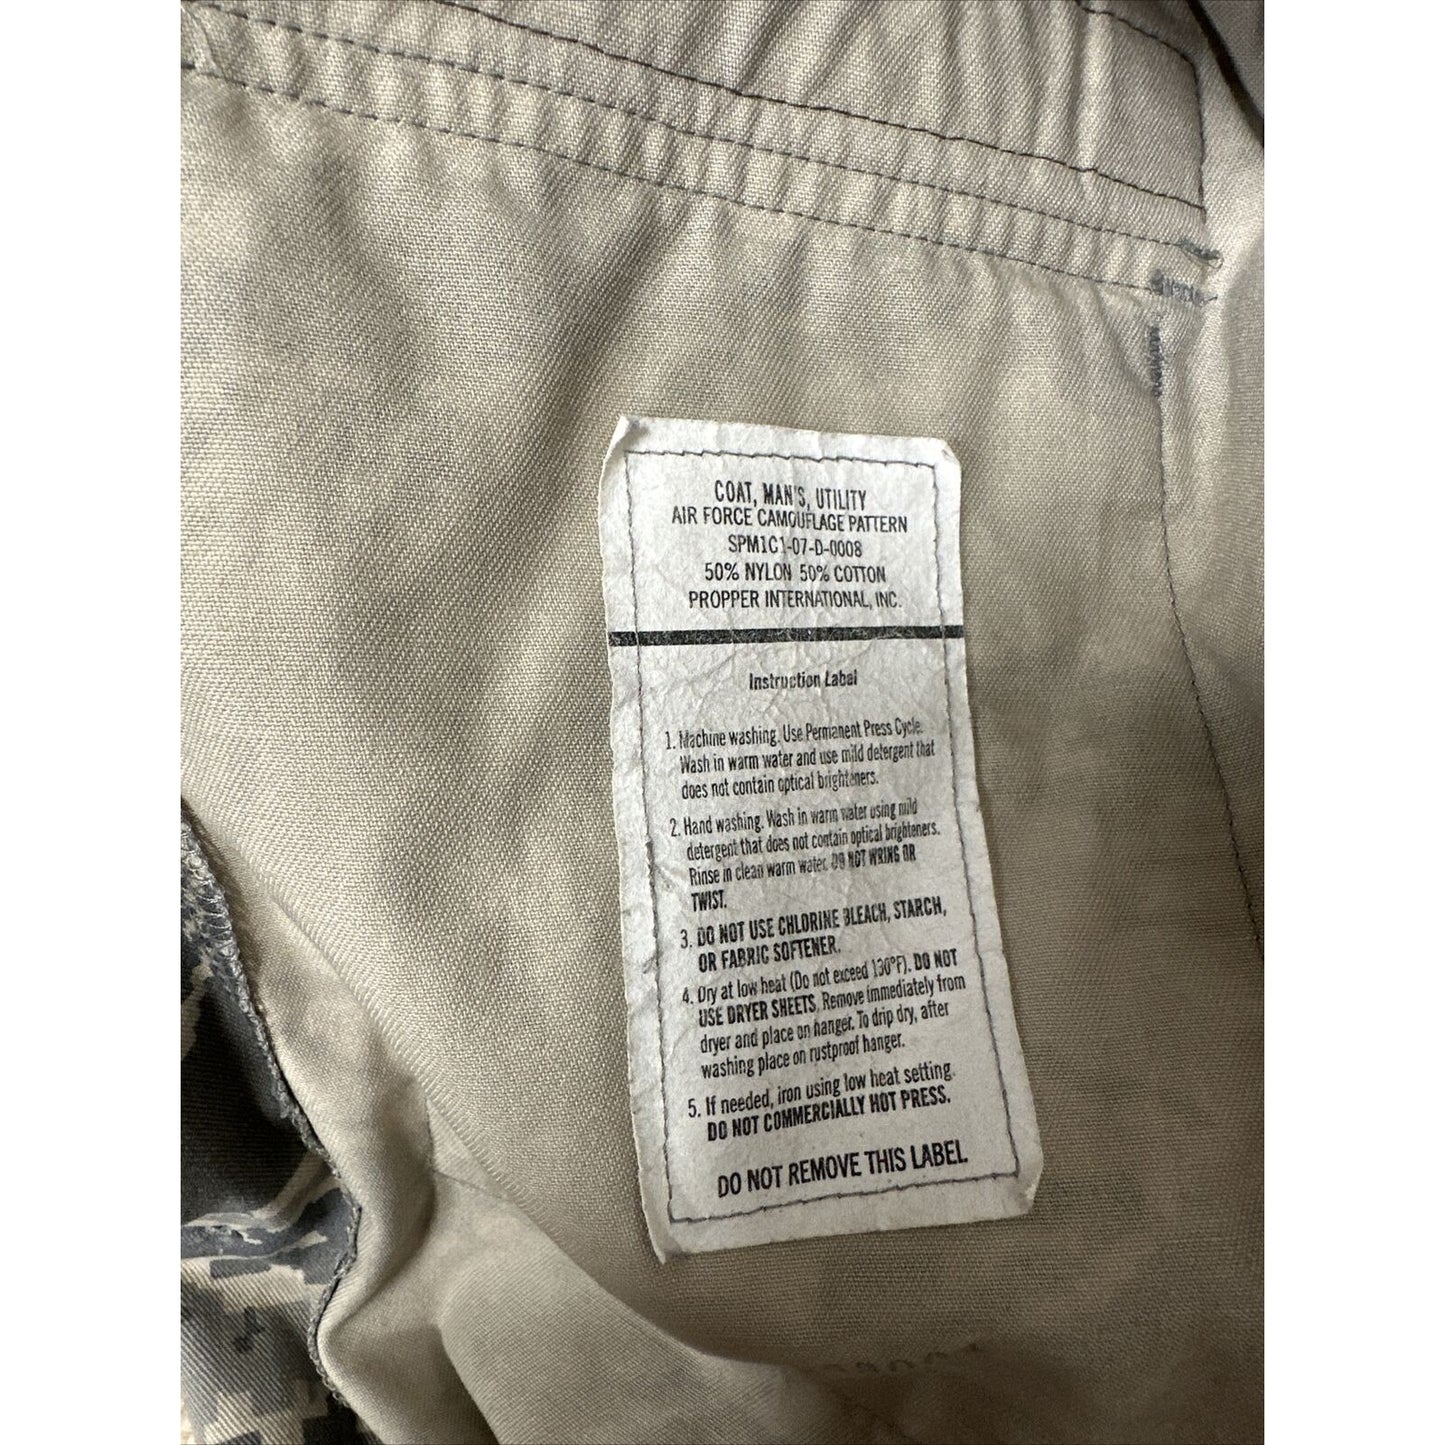 COAT, MAN'S, UTILITY
AIR FORCE CAMOUFLAGE PATTERN
SPM1C1-07-D-0008
50% NYLON 50% COTTON
PROPPER INTERNATIONAL, INC.
Instruction Label
1. Machine washing. Use Permanent Press Cycle.
Wash in warm water and use mild detergent that
does not contain optical brighteners.
2. Hand washing. Wash in warm water using mild
detergent that does not contain optical brighteners.
Rinse in clean warm water. DO NOT WRING OR
TWIST.
3. DO NOT USE CHLORINE BLEACH, STARCH,
OR FABRIC SOFTENER.
4. Dry at low heat (Do not exceed 130°F). DO NOT
USE DRYER SHEETS. Remove immediately from
dryer and place on hanger. To drip dry, after
washing place on rustproof hanger.
5. If needed, iron using low heat setting.
DO NOT COMMERCIALLY HOT PRESS.
DO NOT REMOVE THIS LABEL